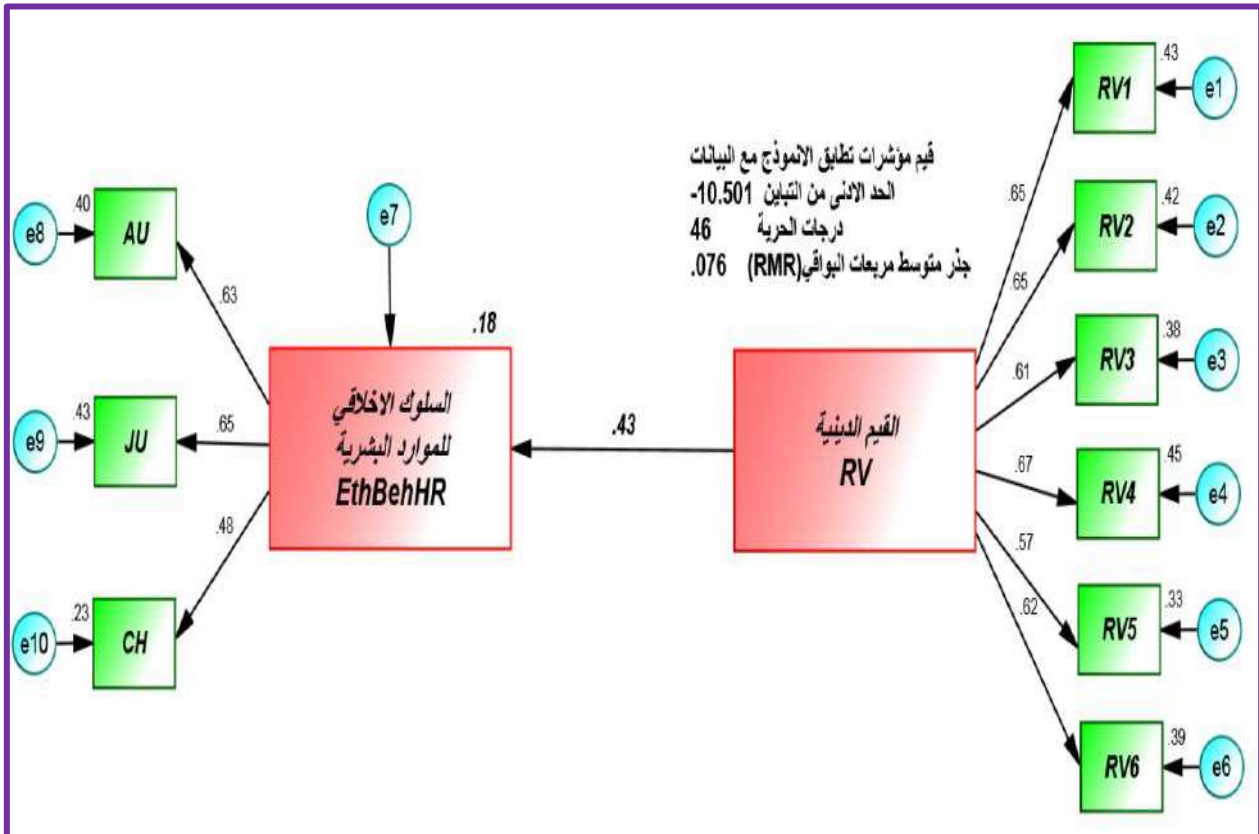 قيم مؤشرات تطابق الانموذج مع البيانات
الحد الادنى من التباين 10.501-
درجات الحرية 46
جذر متوسط مربعات البواقي(RMR) .076
القيم الدينية
RV
.43
السلوك الاخلاقي
للموارد البشرية
EthBehHR
.18
e7
.65
RV1
.43
e1
.65
RV2
.42
e2
.61
RV3
.38
e3
.67
RV4
.45
e4
.57
RV5
.33
e5
.62
RV6
.39
e6
.63
AU
.40
e8
.65
JU
.43
e9
.48
CH
.23
e10